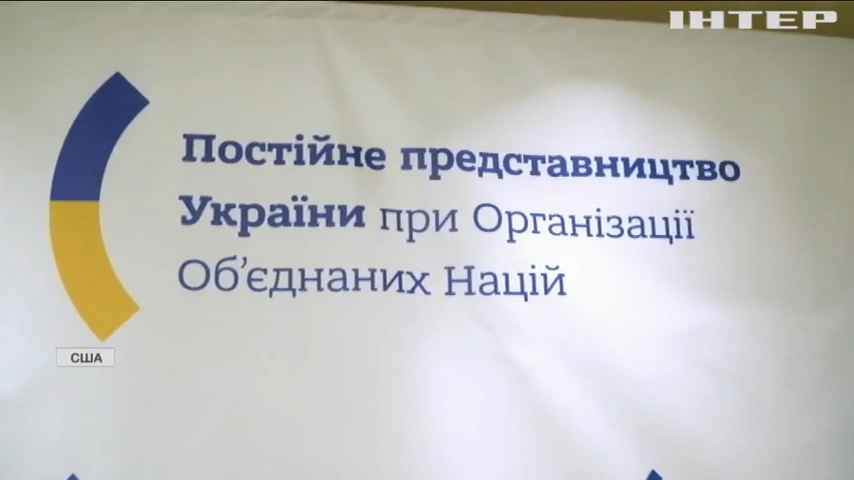 ІНТЕР
Постійне представництво
України при Організації
Об'єднаних Націй
США